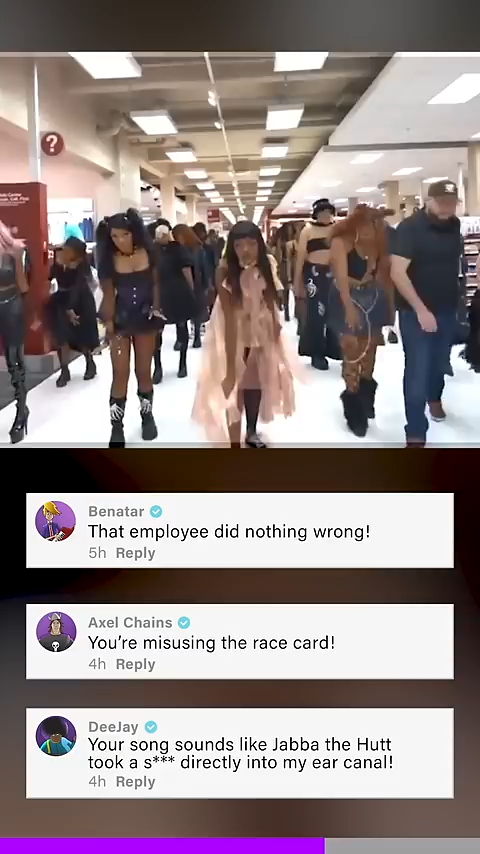 ?
Benatar
That employee did nothing wrong!
5h Reply
Axel Chains
You're misusing the race card!
4h Reply
DeeJay
Your song sounds like Jabba the Hutt
took a s*** directly into my ear canal!
4h Reply